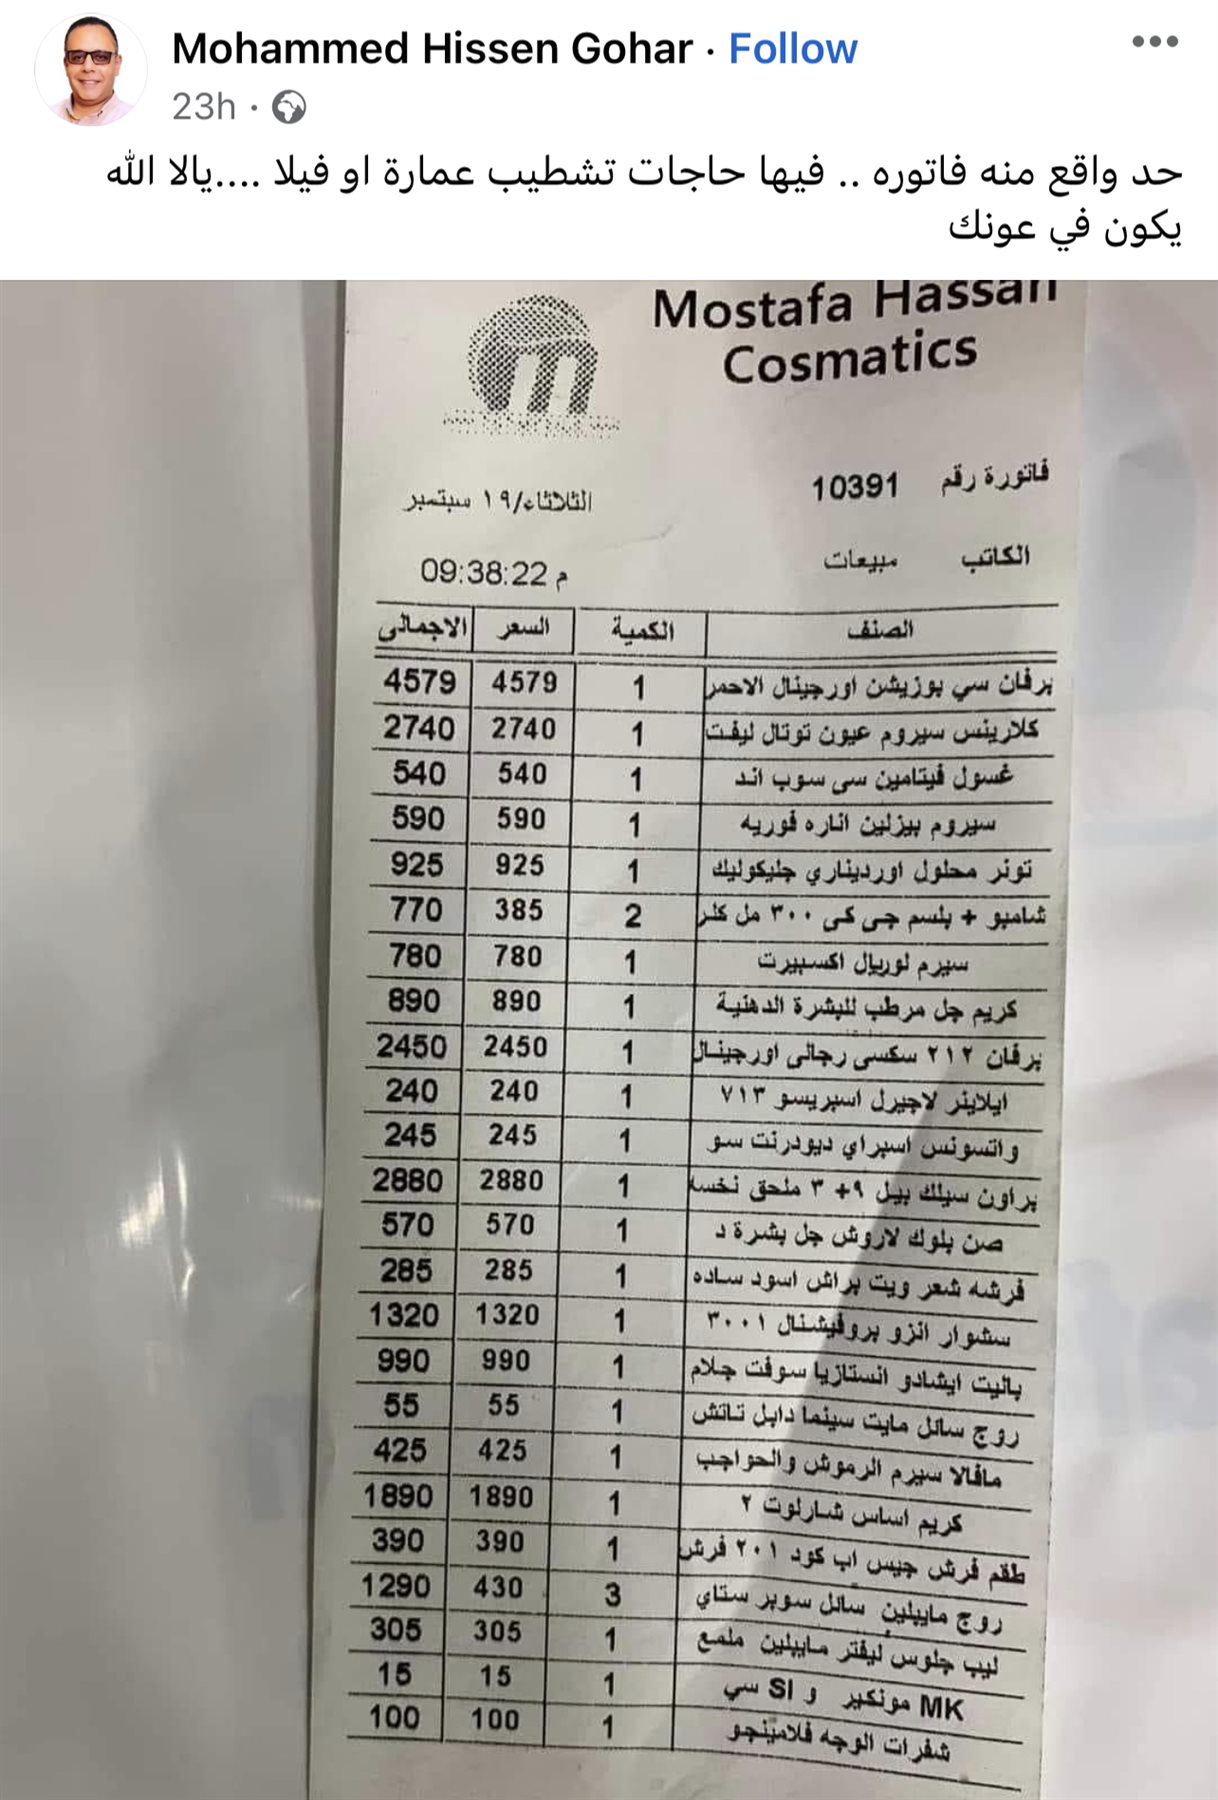 Mohammed Hissen Gohar · Follow
23h ·
حد واقع منه فاتوره .. فيها حاجات تشطيب عمارة او فيلا ....يالا الله
يكون في عونك
Mostafa Hassan
Cosmatics
فاتورة رقم 10391
الثلاثاء/١٩ سبتمبر
الكاتب مبيعات
09:38:22 م
الصنف الكمية السعر الاجمالى
برفان سي بوزيشن اورجينال الاحمر 1 4579 4579
كلارينس سيروم عيون توتال ليفت 1 2740 2740
غسول فيتامين سى سوب اند 1 540 540
سيروم بيزلين اناره فوريه 1 590 590
تونر محلول اورديناري جليكوليك 1 925 925
شامبو + بلسم جى كى ٣٠٠ مل كلر 2 385 770
سيرم لوريال اكسبيرت 1 780 780
كريم جل مرطب للبشرة الدهنية 1 890 890
برفان ٢١٢ سكسى رجالى اورجينال 1 2450 2450
ايلاينر لاجيرل اسبريسو ٧١٣ 1 240 240
واتسونس اسبراي ديودرنت سو 1 245 245
براون سيلك بيل ٩+ ٣ ملحق نخسا 1 2880 2880
صن بلوك لاروش جل بشرة د 1 570 570
فرشه شعر ويت براش اسود ساده 1 285 285
سشوار انزو بروفيشنال ٣٠٠١ 1 1320 1320
باليت ايشادو انستازيا سوفت جلام 1 990 990
روج سائل مايت سينما دابل تاتش 1 55 55
مافالا سيرم الرموش والحواجب 1 425 425
كريم اساس شارلوت ٢ 1 1890 1890
طقم فرش جيس اب كود ٢٠١ فرش 1 390 390
روج مايبلين سائل سوبر ستاي 3 430 1290
ليب جلوس ليفتر مايبلين ملمع 1 305 305
MK مونكير و SI سي 1 15 15
شفرات الوجه فلامينجو 1 100 100